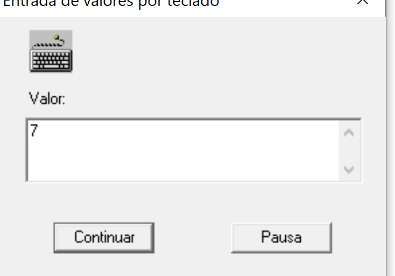 Entrada de valores por teclado
Valor:
7
Continuar
Pausa